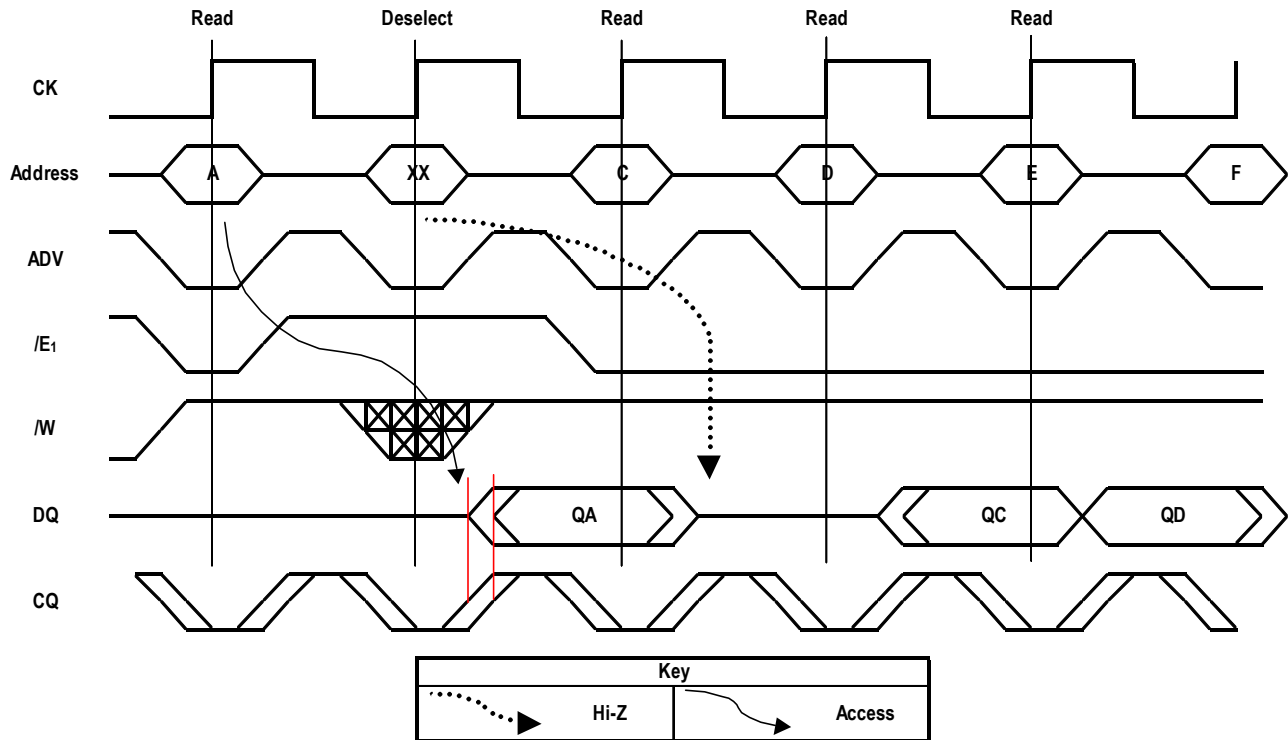 Read Deselect Read Read Read
CK
Address A XX C D E F
ADV
/E1
/W
DQ QA QC QD
CQ
Key
Hi-Z Access